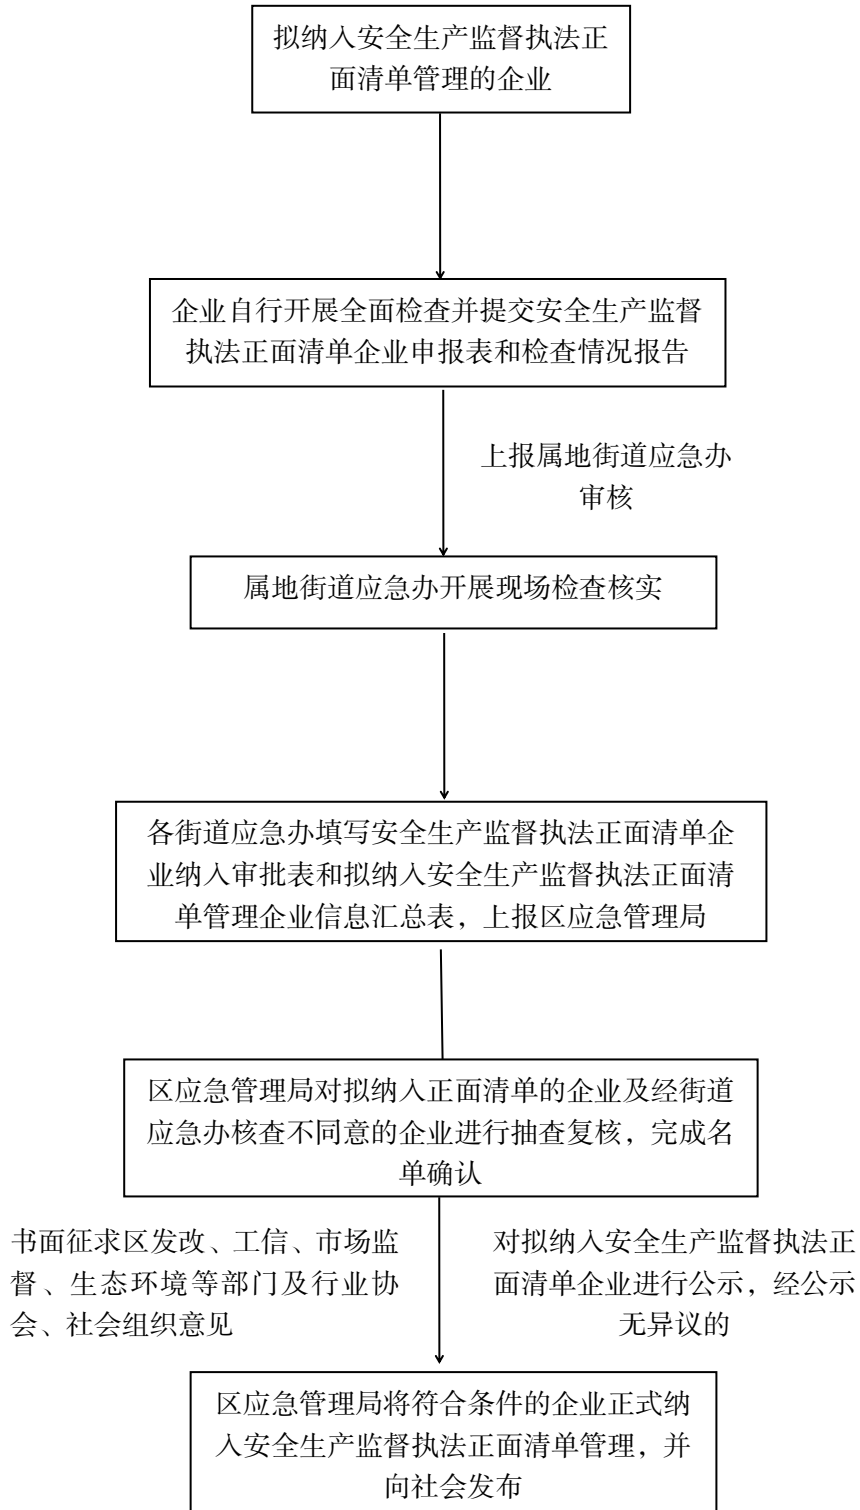 拟纳入安全生产监督执法正
面清单管理的企业
企业自行开展全面检查并提交安全生产监督
执法正面清单企业申报表和检查情况报告
上报属地街道应急办
审核
属地街道应急办开展现场检查核实
各街道应急办填写安全生产监督执法正面清单企
业纳入审批表和拟纳入安全生产监督执法正面清
单管理企业信息汇总表，上报区应急管理局
区应急管理局对拟纳入正面清单的企业及经街道
应急办核查不同意的企业进行抽查复核，完成名
单确认
书面征求区发改、工信、市场监
督、生态环境等部门及行业协
会、社会组织意见
对拟纳入安全生产监督执法正
面清单企业进行公示，经公示
无异议的
区应急管理局将符合条件的企业正式纳
入安全生产监督执法正面清单管理，并
向社会发布